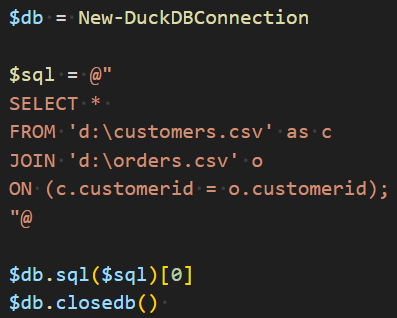 $db = New-DuckDBConnection
$sql = @"
SELECT *
FROM 'd:\customers.csv' as c
JOIN 'd:\orders.csv' o
ON (c.customerid = o.customerid);
"@
$db.sql($sql)[0]
$db.closedb()